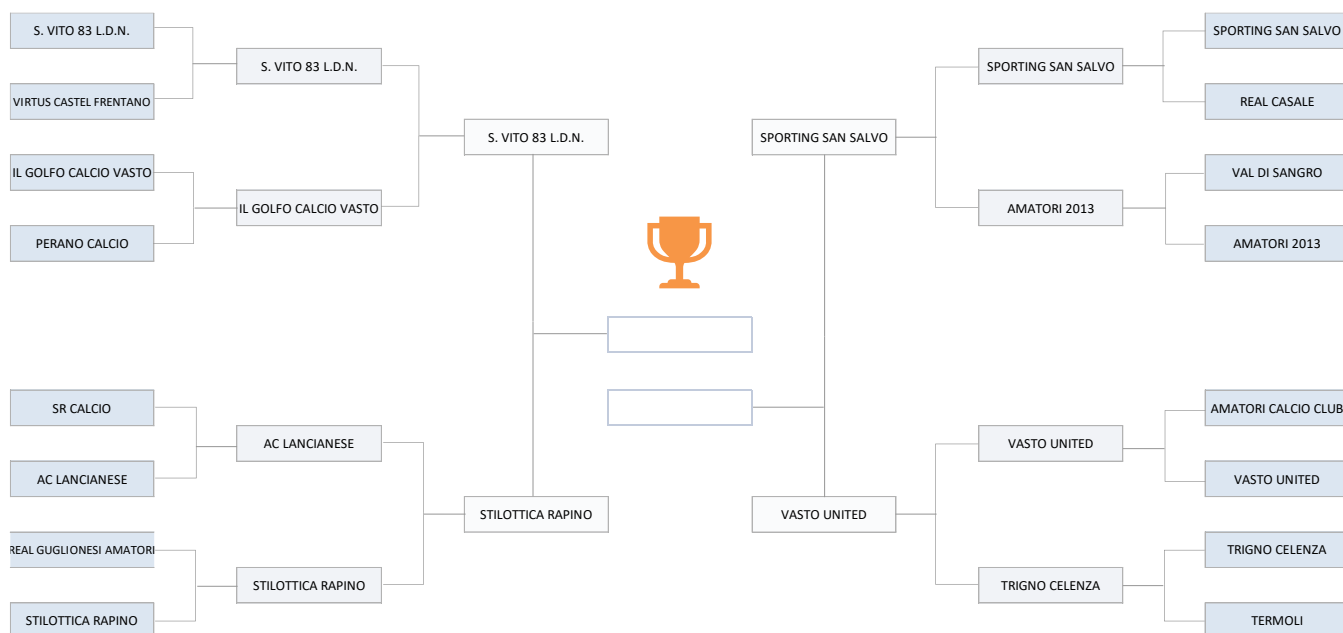 S. VITO 83 L.D.N.
VIRTUS CASTEL FRENTANO
IL GOLFO CALCIO VASTO
PERANO CALCIO
SR CALCIO
AC LANCIANESE
REAL GUGLIONESI AMATORI
STILOTTICA RAPINO
S. VITO 83 L.D.N.
IL GOLFO CALCIO VASTO
AC LANCIANESE
STILOTTICA RAPINO
S. VITO 83 L.D.N.
STILOTTICA RAPINO
SPORTING SAN SALVO
VASTO UNITED
SPORTING SAN SALVO
AMATORI 2013
VASTO UNITED
TRIGNO CELENZA
SPORTING SAN SALVO
REAL CASALE
VAL DI SANGRO
AMATORI 2013
AMATORI CALCIO CLUB
VASTO UNITED
TRIGNO CELENZA
TERMOLI